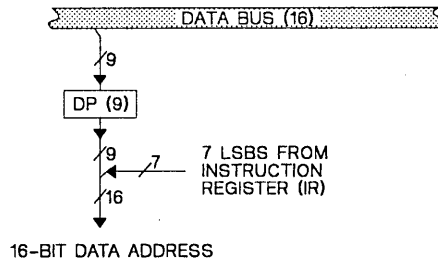 DATA BUS (16)
9
DP (9)
9
7
7 LSBS FROM
INSTRUCTION
REGISTER (IR)
16
16-BIT DATA ADDRESS